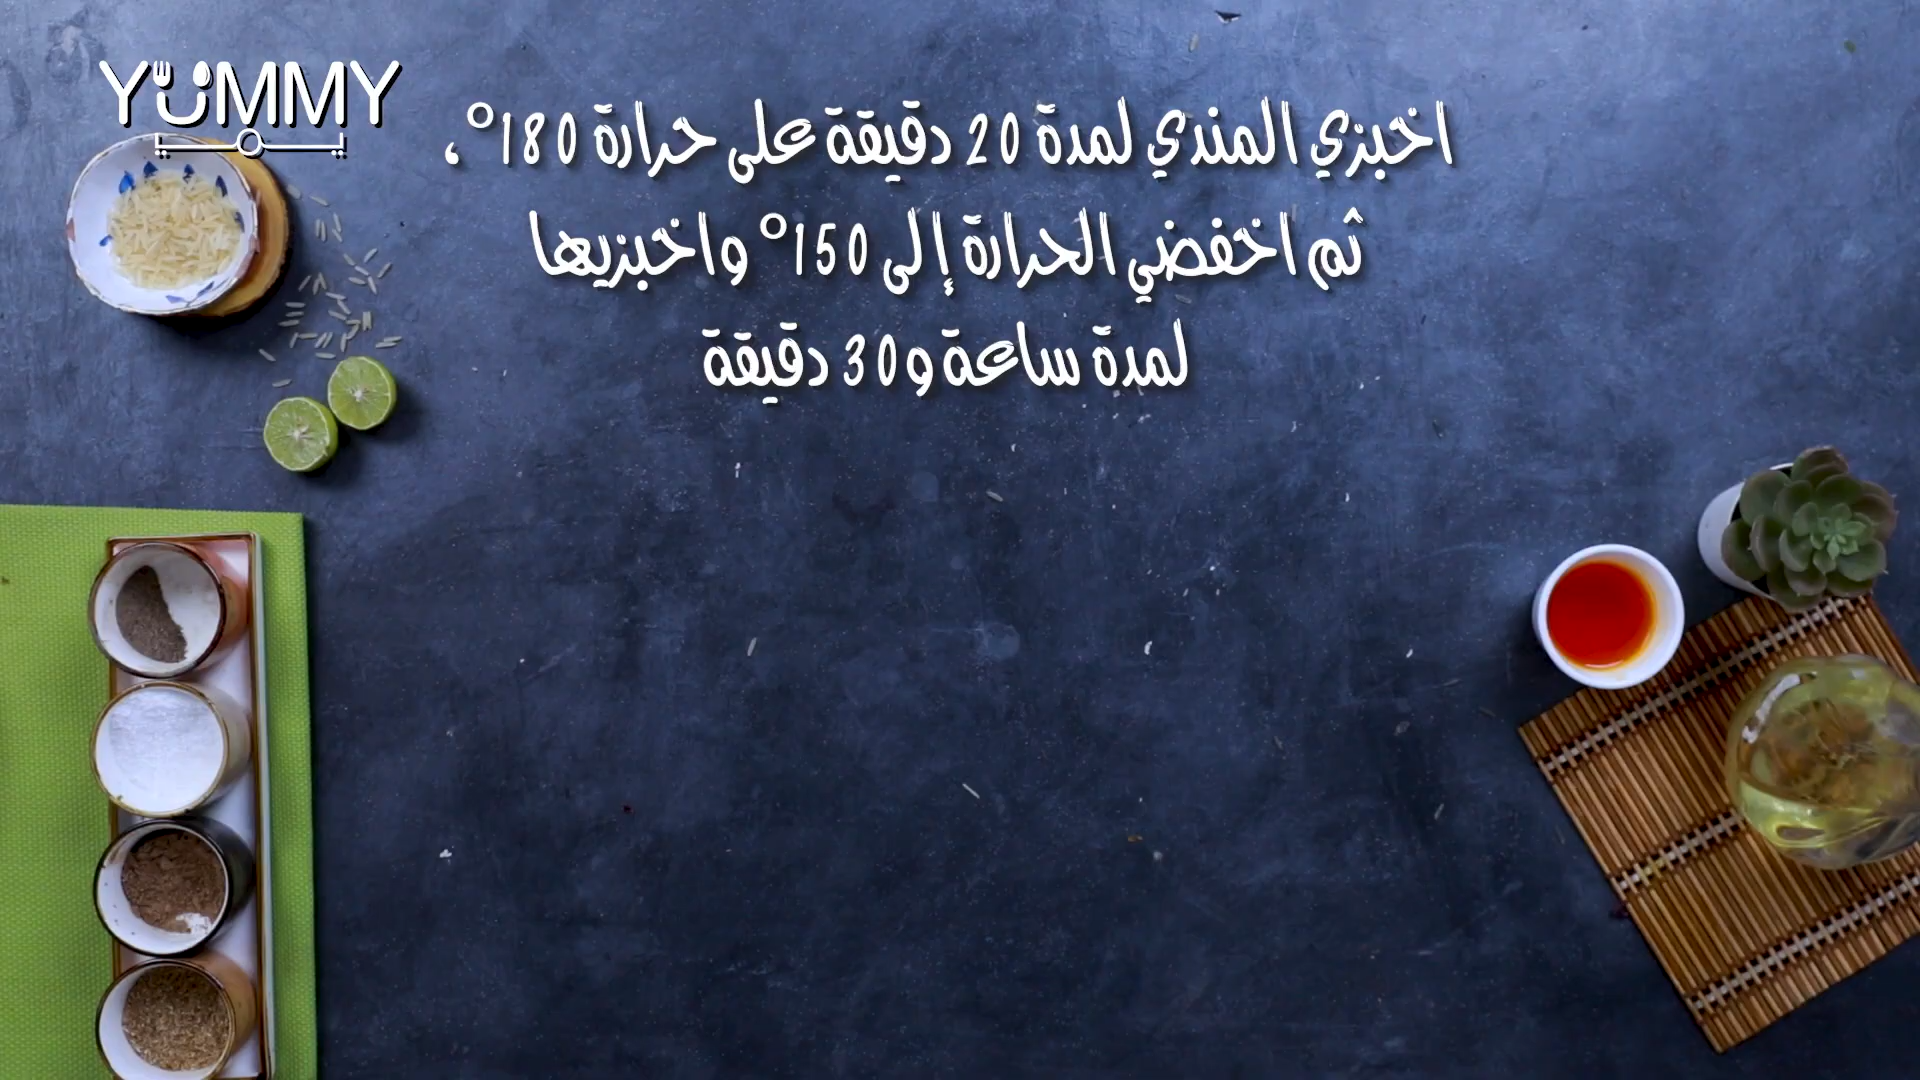 YUMMY
يمي
اخبزي المندي لمدة 20 دقيقة على حرارة 180°،
ثم اخفضي الحرارة إلى 150° واخبزيها
لمدة ساعة و30 دقيقة